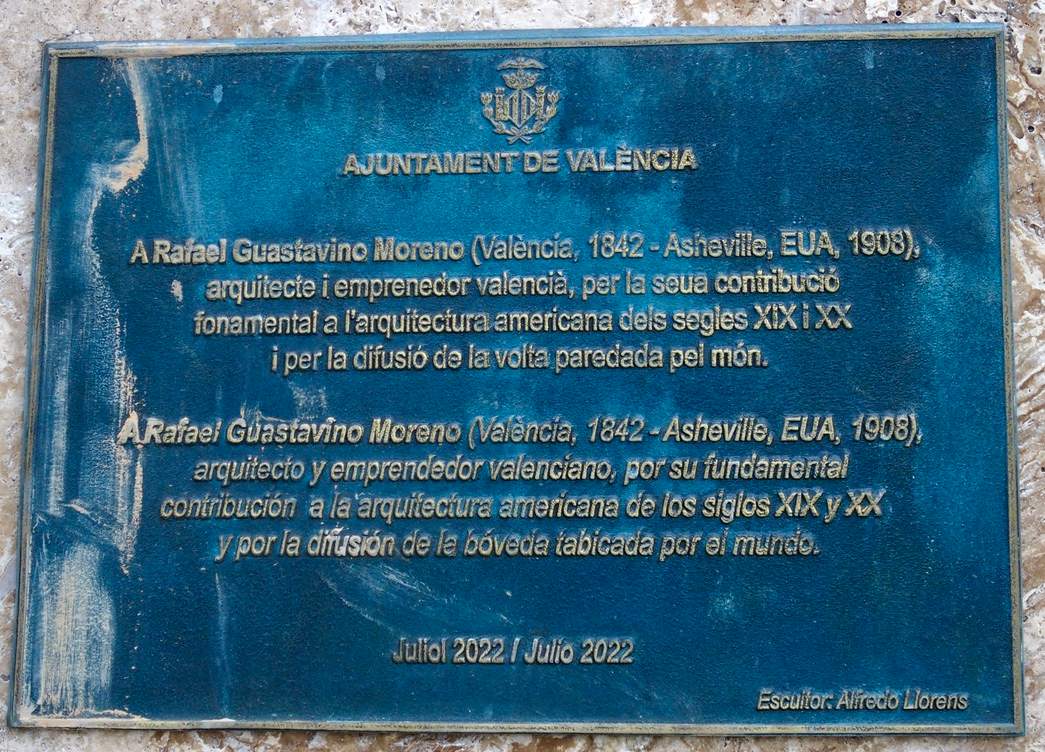 AJUNTAMENT DE VALÈNCIA
A Rafael Guastavino Moreno (València, 1842 - Asheville, EUA, 1908),
arquitecte i emprenedor valencià, per la seua contribució
fonamental a l'arquitectura americana dels segles XIX i XX
i per la difusió de la volta paredada pel món.
A Rafael Guastavino Moreno (València, 1842 - Asheville, EUA, 1908),
arquitecto y emprendedor valenciano, por su fundamental
contribución a la arquitectura americana de los siglos XIX y XX
y por la difusión de la bóveda tabicada por el mundo.
Juliol 2022 / Julio 2022
Escultor: Alfredo Llorens